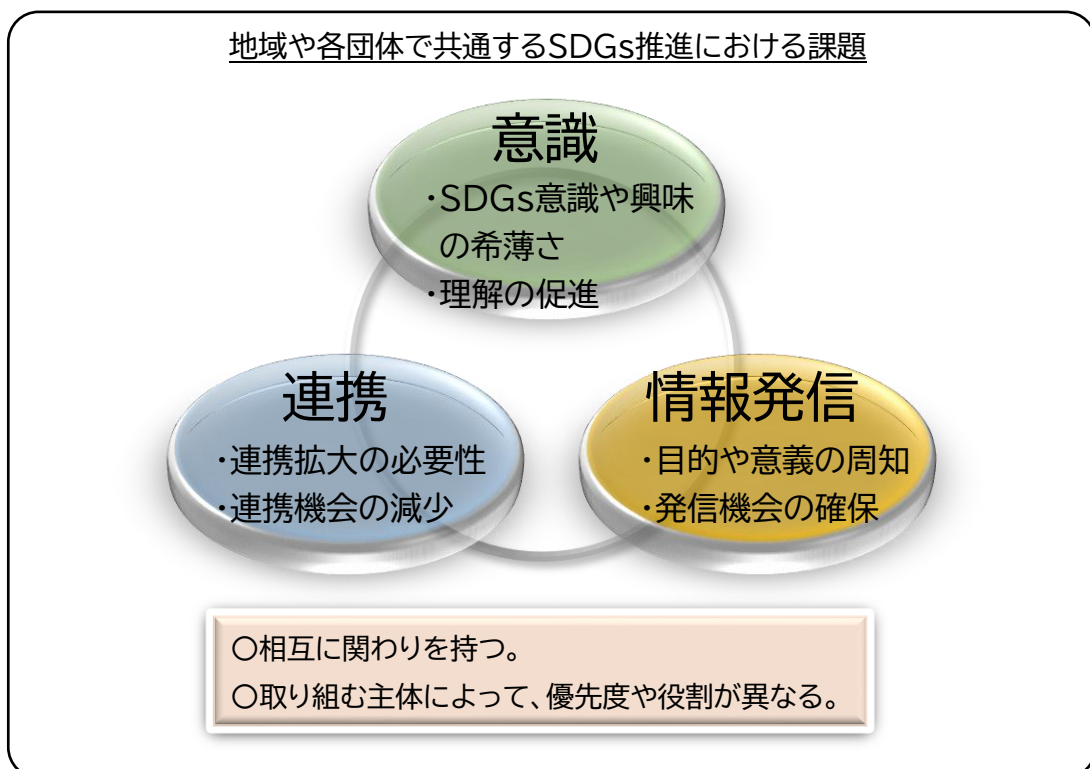 地域や各団体で共通するSDGs推進における課題
意識
・SDGs意識や興味
の希薄さ
・理解の促進
連携
・連携拡大の必要性
・連携機会の減少
情報発信
・目的や意義の周知
・発信機会の確保
〇相互に関わりを持つ。
〇取り組む主体によって、優先度や役割が異なる。